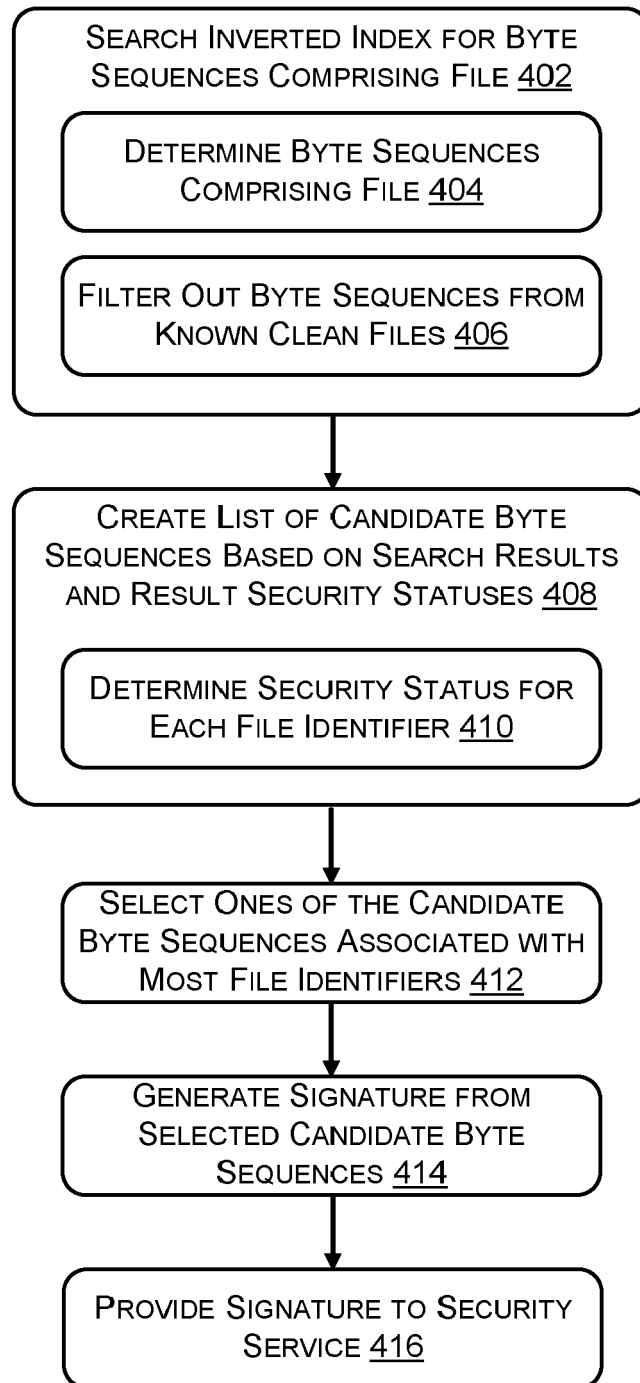 SEARCH INVERTED INDEX FOR BYTE
SEQUENCES COMPRISING FILE 402
DETERMINE BYTE SEQUENCES
COMPRISING FILE 404
FILTER OUT BYTE SEQUENCES FROM
KNOWN CLEAN FILES 406
CREATE LIST OF CANDIDATE BYTE
SEQUENCES BASED ON SEARCH RESULTS
AND RESULT SECURITY STATUSES 408
DETERMINE SECURITY STATUS FOR
EACH FILE IDENTIFIER 410
SELECT ONES OF THE CANDIDATE
BYTE SEQUENCES ASSOCIATED WITH
MOST FILE IDENTIFIERS 412
GENERATE SIGNATURE FROM
SELECTED CANDIDATE BYTE
SEQUENCES 414
PROVIDE SIGNATURE TO SECURITY
SERVICE 416